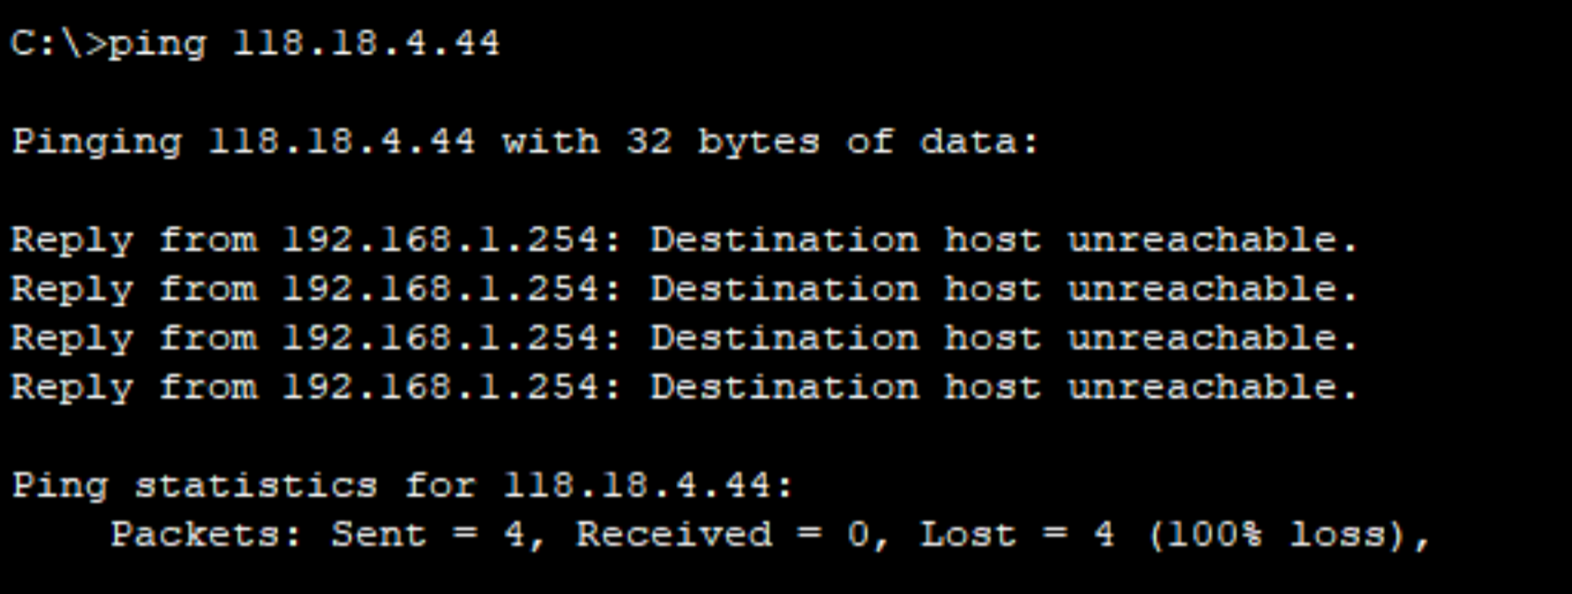 C:\>ping 118.18.4.44
Pinging 118.18.4.44 with 32 bytes of data:
Reply from 192.168.1.254: Destination host unreachable.
Reply from 192.168.1.254: Destination host unreachable.
Reply from 192.168.1.254: Destination host unreachable.
Reply from 192.168.1.254: Destination host unreachable.
Ping statistics for 118.18.4.44:
    Packets: Sent = 4, Received = 0, Lost = 4 (100% loss),